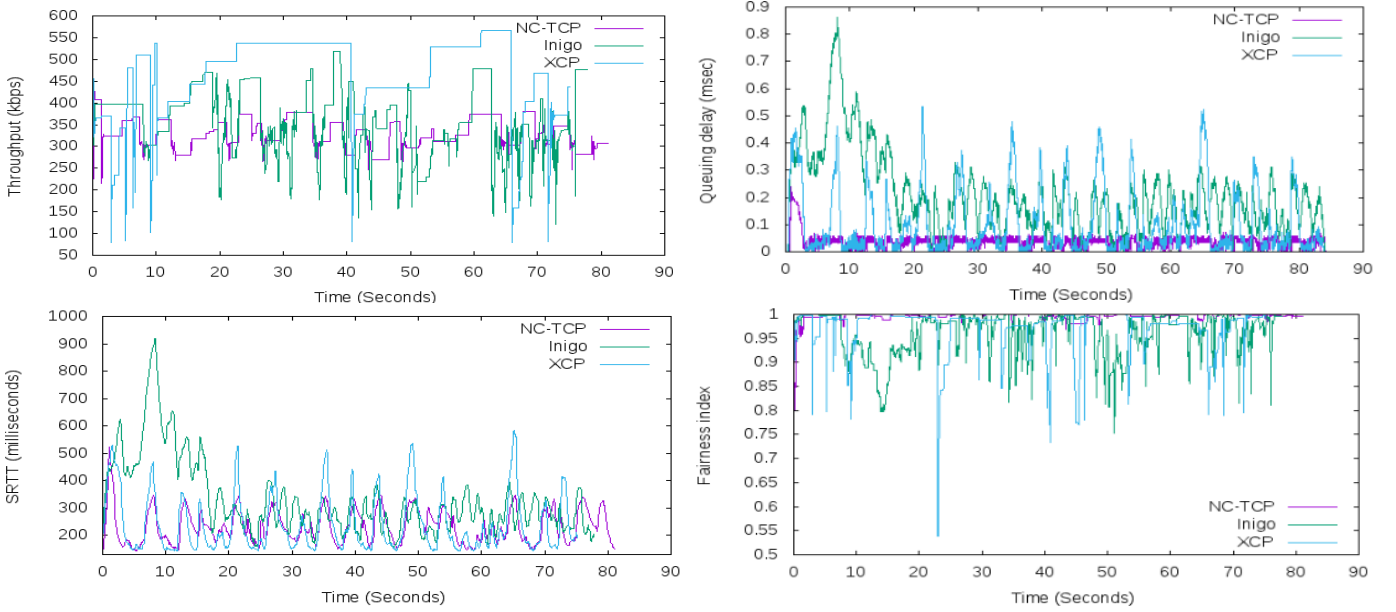 600
550
500
450
400
350
300
250
200
150
100
50
Throughput (kbps)
NC-TCP
Inigo
XCP
0 10 20 30 40 50 60 70 80 90
Time (Seconds)
0.9
0.8
0.7
0.6
0.5
0.4
0.3
0.2
0.1
0
Queuing delay (msec)
NC-TCP
Inigo
XCP
0 10 20 30 40 50 60 70 80 90
Time (Seconds)
1000
900
800
700
600
500
400
300
200
SRTT (milliseconds)
NC-TCP
Inigo
XCP
0 10 20 30 40 50 60 70 80 90
Time (Seconds)
1
0.95
0.9
0.85
0.8
0.75
0.7
0.65
0.6
0.55
0.5
Fairness index
NC-TCP
Inigo
XCP
0 10 20 30 40 50 60 70 80 90
Time (Seconds)